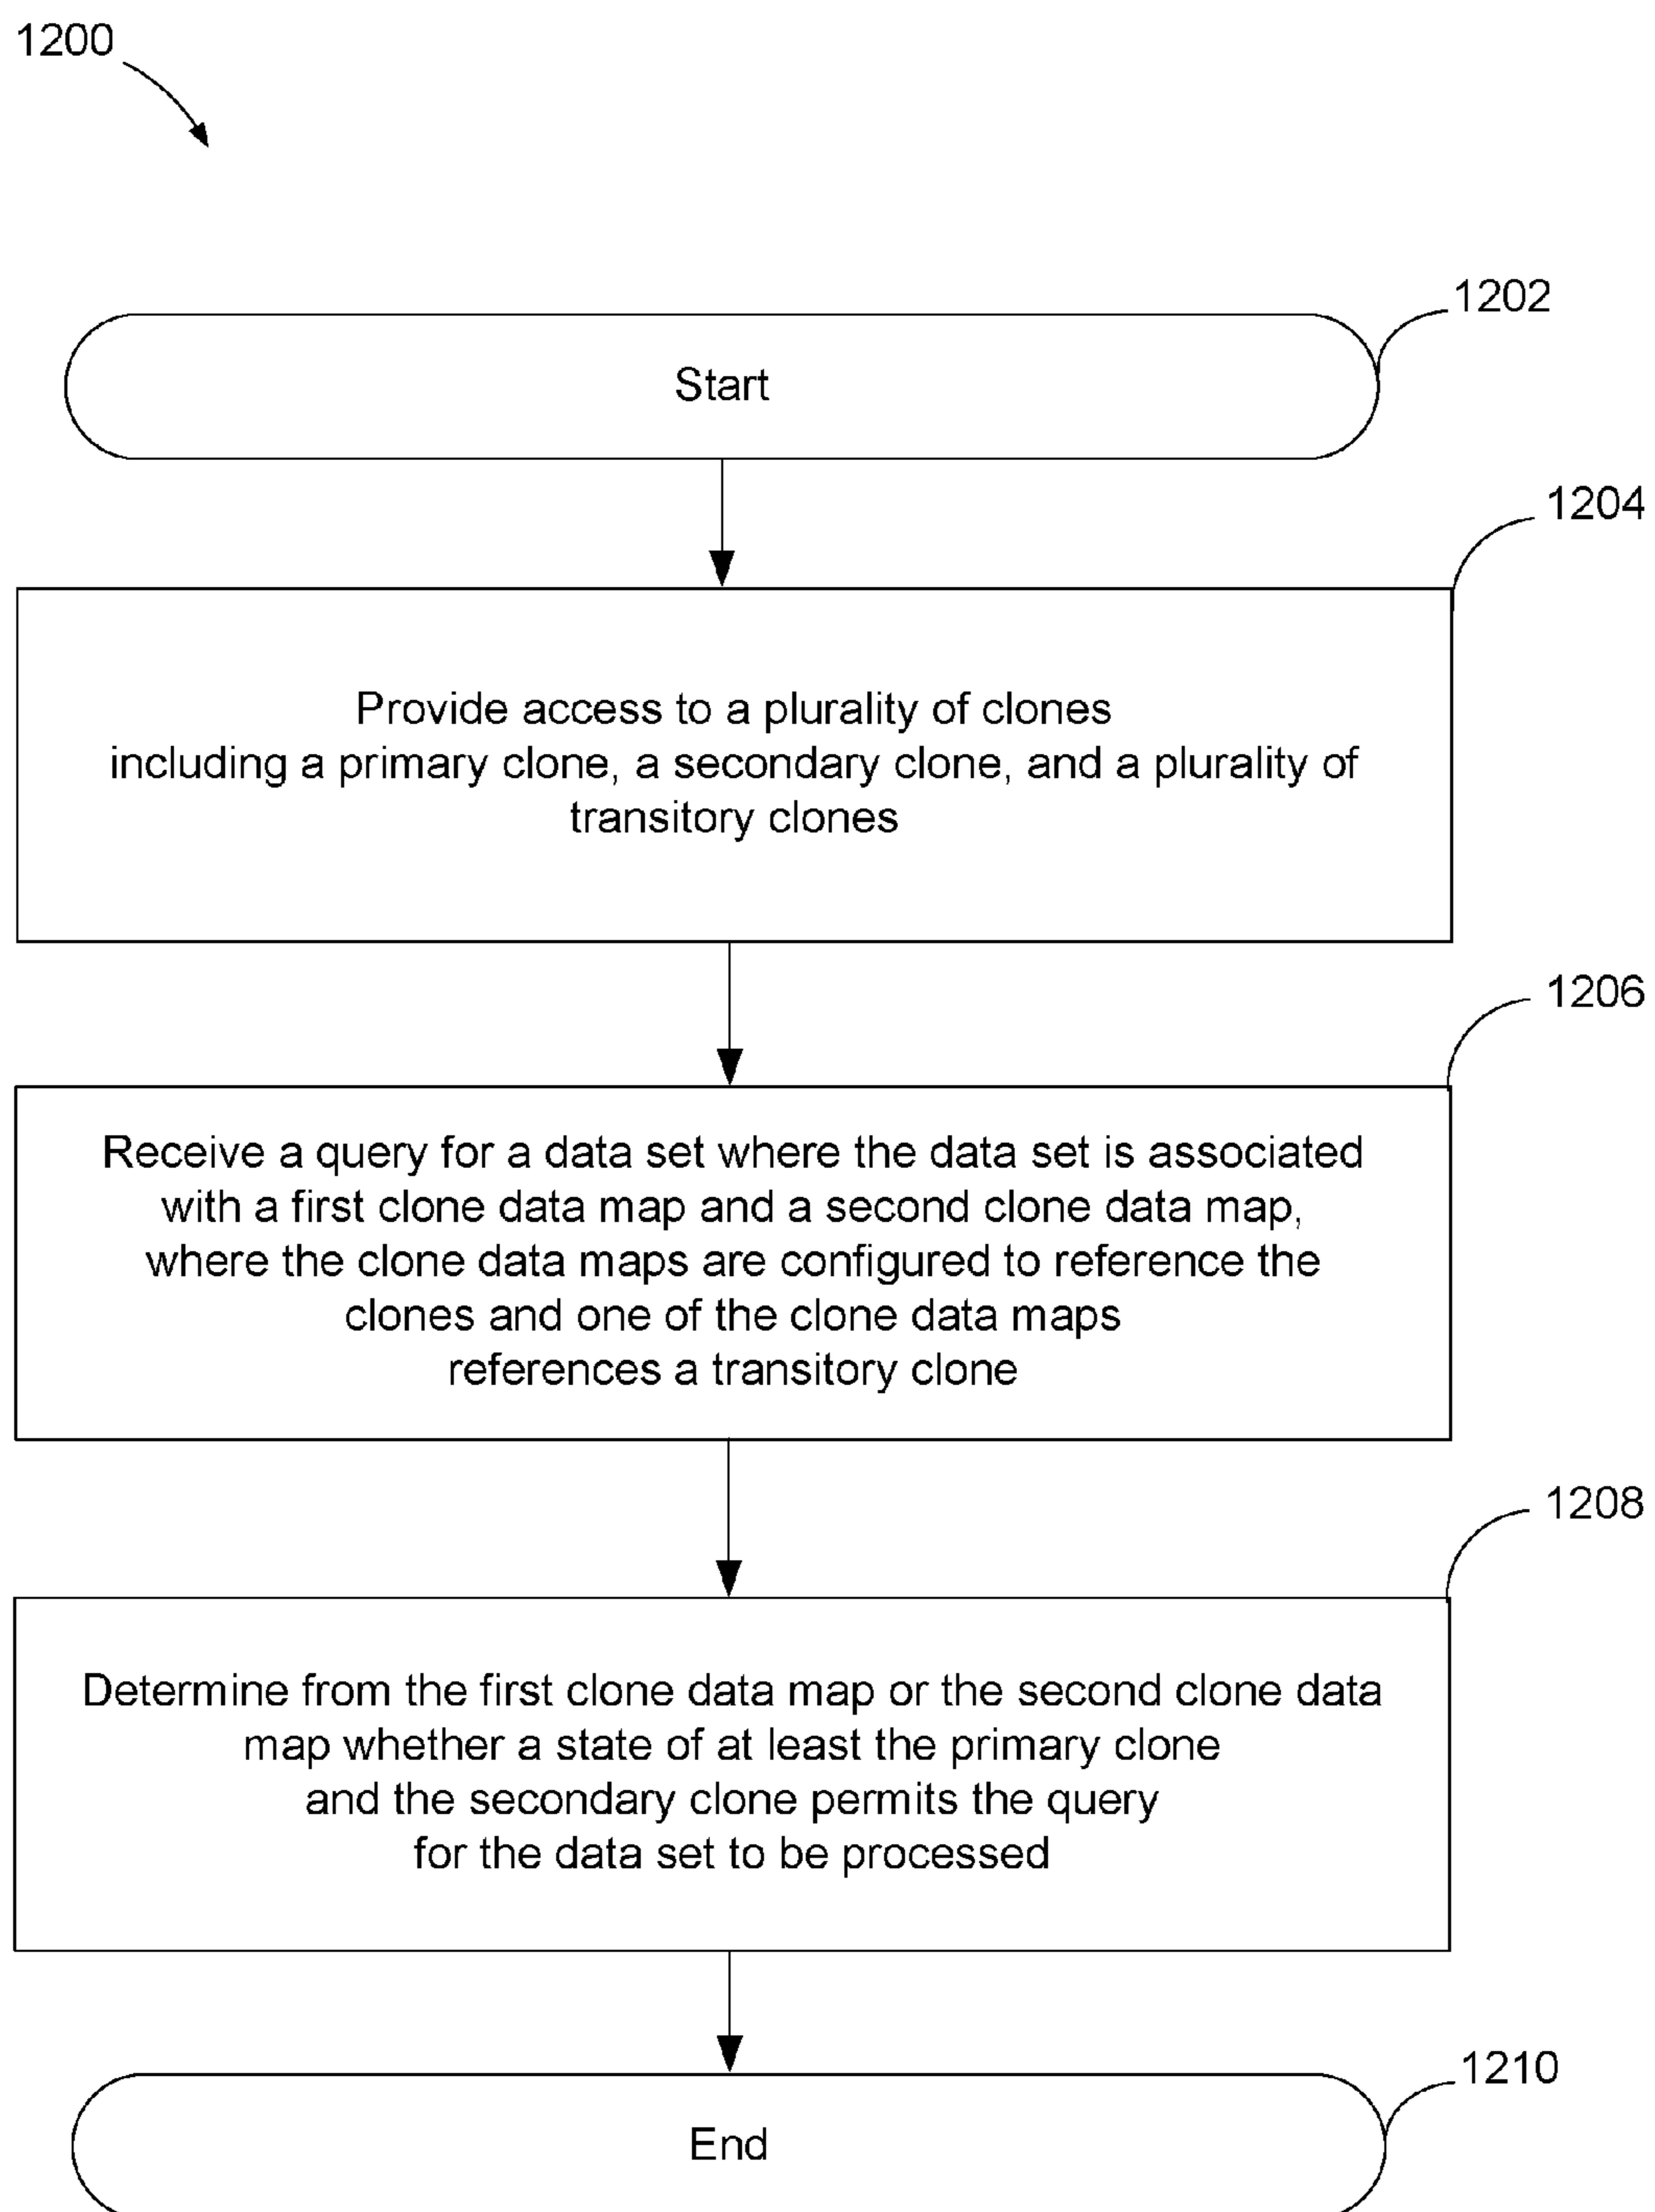 1200
1202
Start
1204
Provide access to a plurality of clones
including a primary clone, a secondary clone, and a plurality of
transitory clones
1206
Receive a query for a data set where the data set is associated
with a first clone data map and a second clone data map,
where the clone data maps are configured to reference the
clones and one of the clone data maps
references a transitory clone
1208
Determine from the first clone data map or the second clone data
map whether a state of at least the primary clone
and the secondary clone permits the query
for the data set to be processed
1210
End